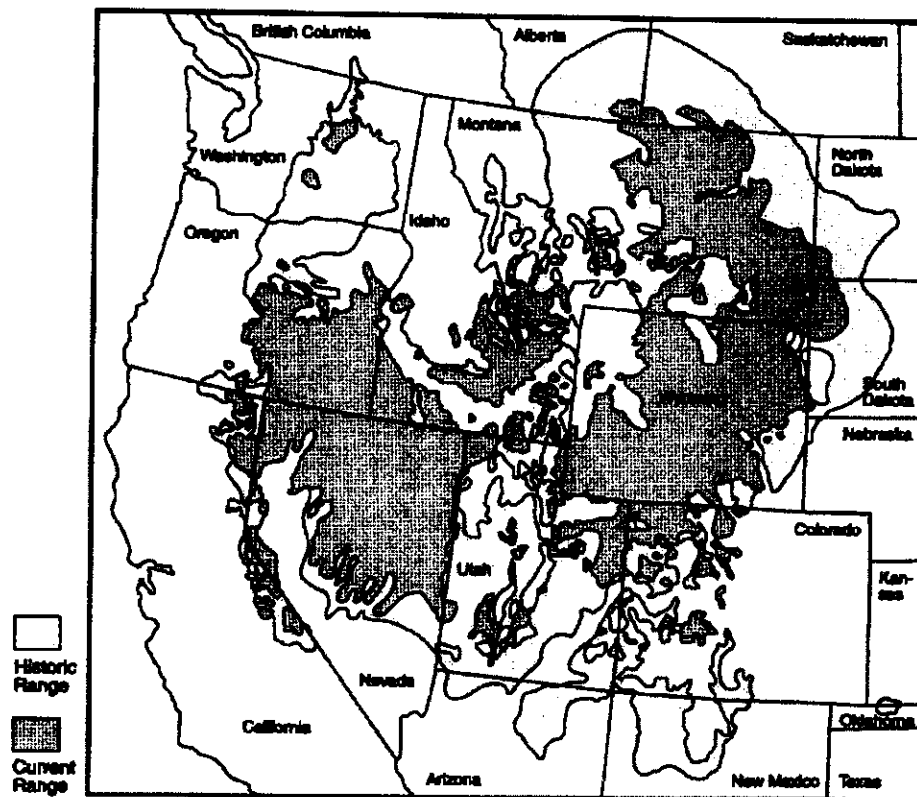 British Columbia
Alberta
Saskatchewan
Washington
Montana
North
Dakota
Oregon
Idaho
South
Dakota
Nebraska
Colorado
Utah
Kan-
sas
Historic
Range
Nevada
California
Oklahoma
Current
Range
Arizona
New Mexico
Texas